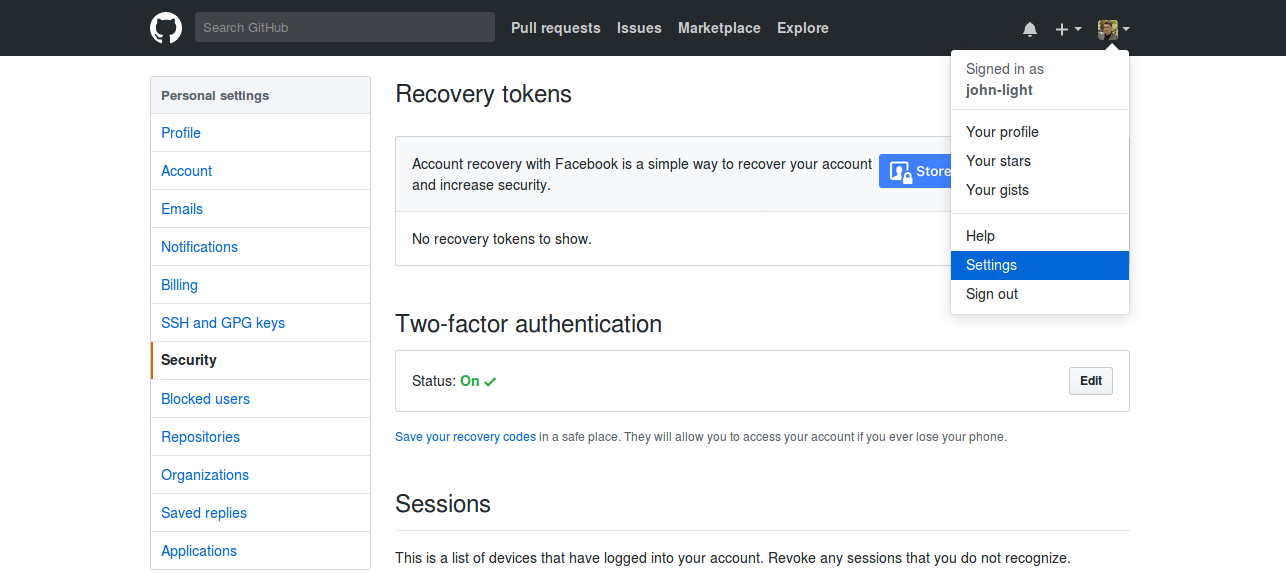 Search GitHub
Pull requests
Issues
Marketplace
Explore
Signed in as
john-light
Your profile
Your stars
Your gists
Help
Settings
Sign out
Personal settings
Profile
Account
Emails
Notifications
Billing
SSH and GPG keys
Security
Blocked users
Repositories
Organizations
Saved replies
Applications
Recovery tokens
Account recovery with Facebook is a simple way to recover your account
and increase security.
Store
No recovery tokens to show.
Two-factor authentication
Status: On ✓
Edit
Save your recovery codes in a safe place. They will allow you to access your account if you ever lose your phone.
Sessions
This is a list of devices that have logged into your account. Revoke any sessions that you do not recognize.